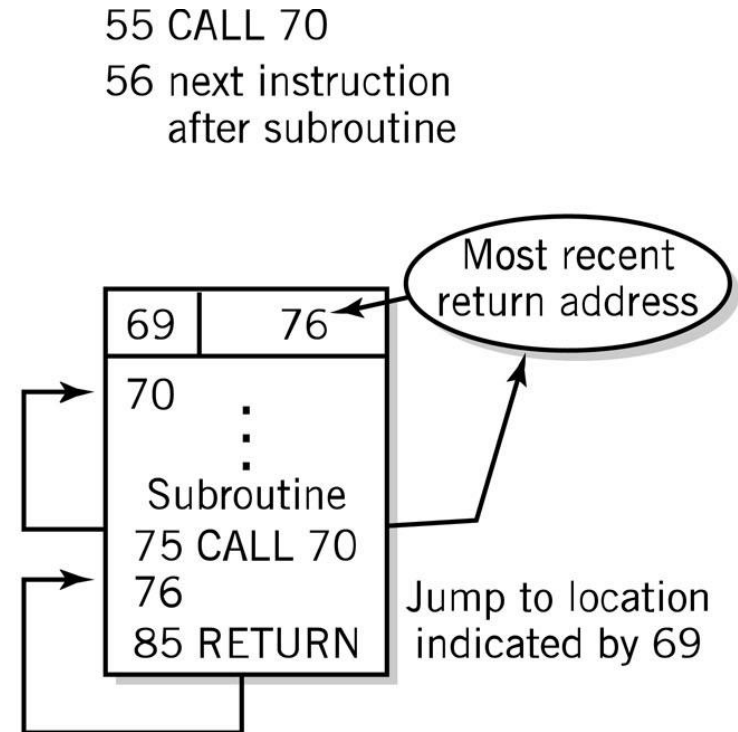 55 CALL 70
56 next instruction
after subroutine
Most recent
return address
69 76
70
Subroutine
75 CALL 70
76
85 RETURN
Jump to location
indicated by 69